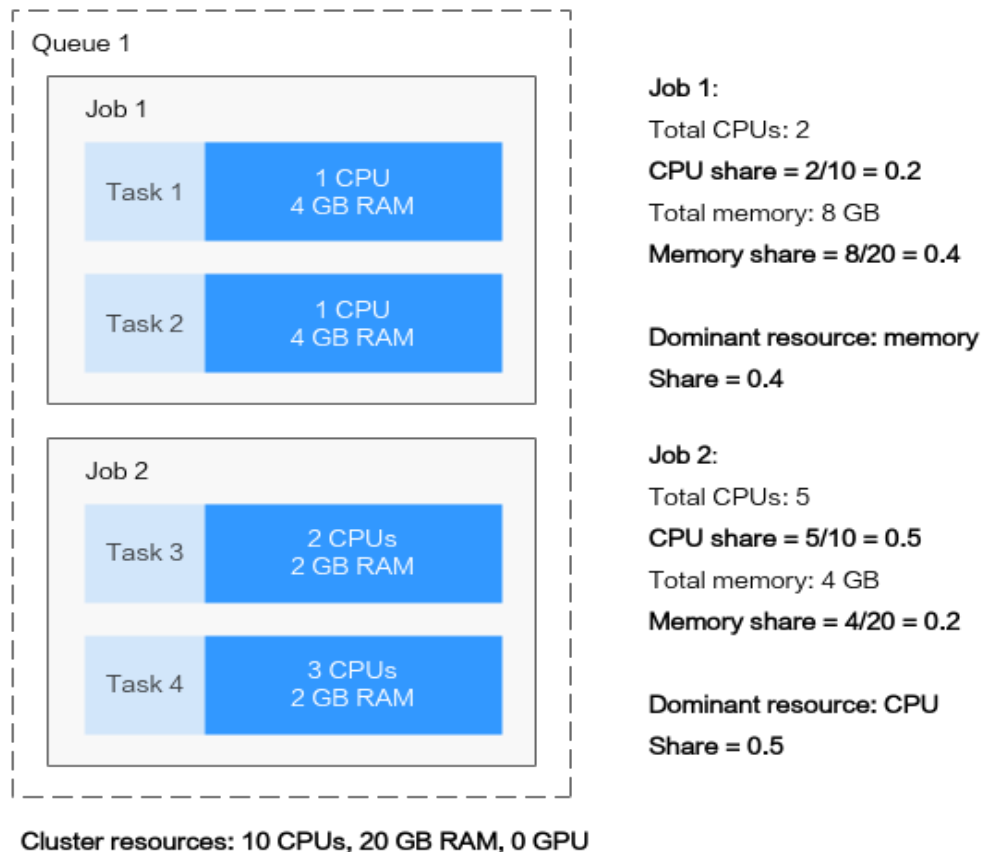 Queue 1
Job 1
Task 1
1 CPU
4 GB RAM
Task 2
1 CPU
4 GB RAM
Job 2
Task 3
2 CPUs
2 GB RAM
Task 4
3 CPUs
2 GB RAM
Job 1:
Total CPUs: 2
CPU share = 2/10 = 0.2
Total memory: 8 GB
Memory share = 8/20 = 0.4
Dominant resource: memory
Share = 0.4
Job 2:
Total CPUs: 5
CPU share = 5/10 = 0.5
Total memory: 4 GB
Memory share = 4/20 = 0.2
Dominant resource: CPU
Share = 0.5
Cluster resources: 10 CPUs, 20 GB RAM, 0 GPU